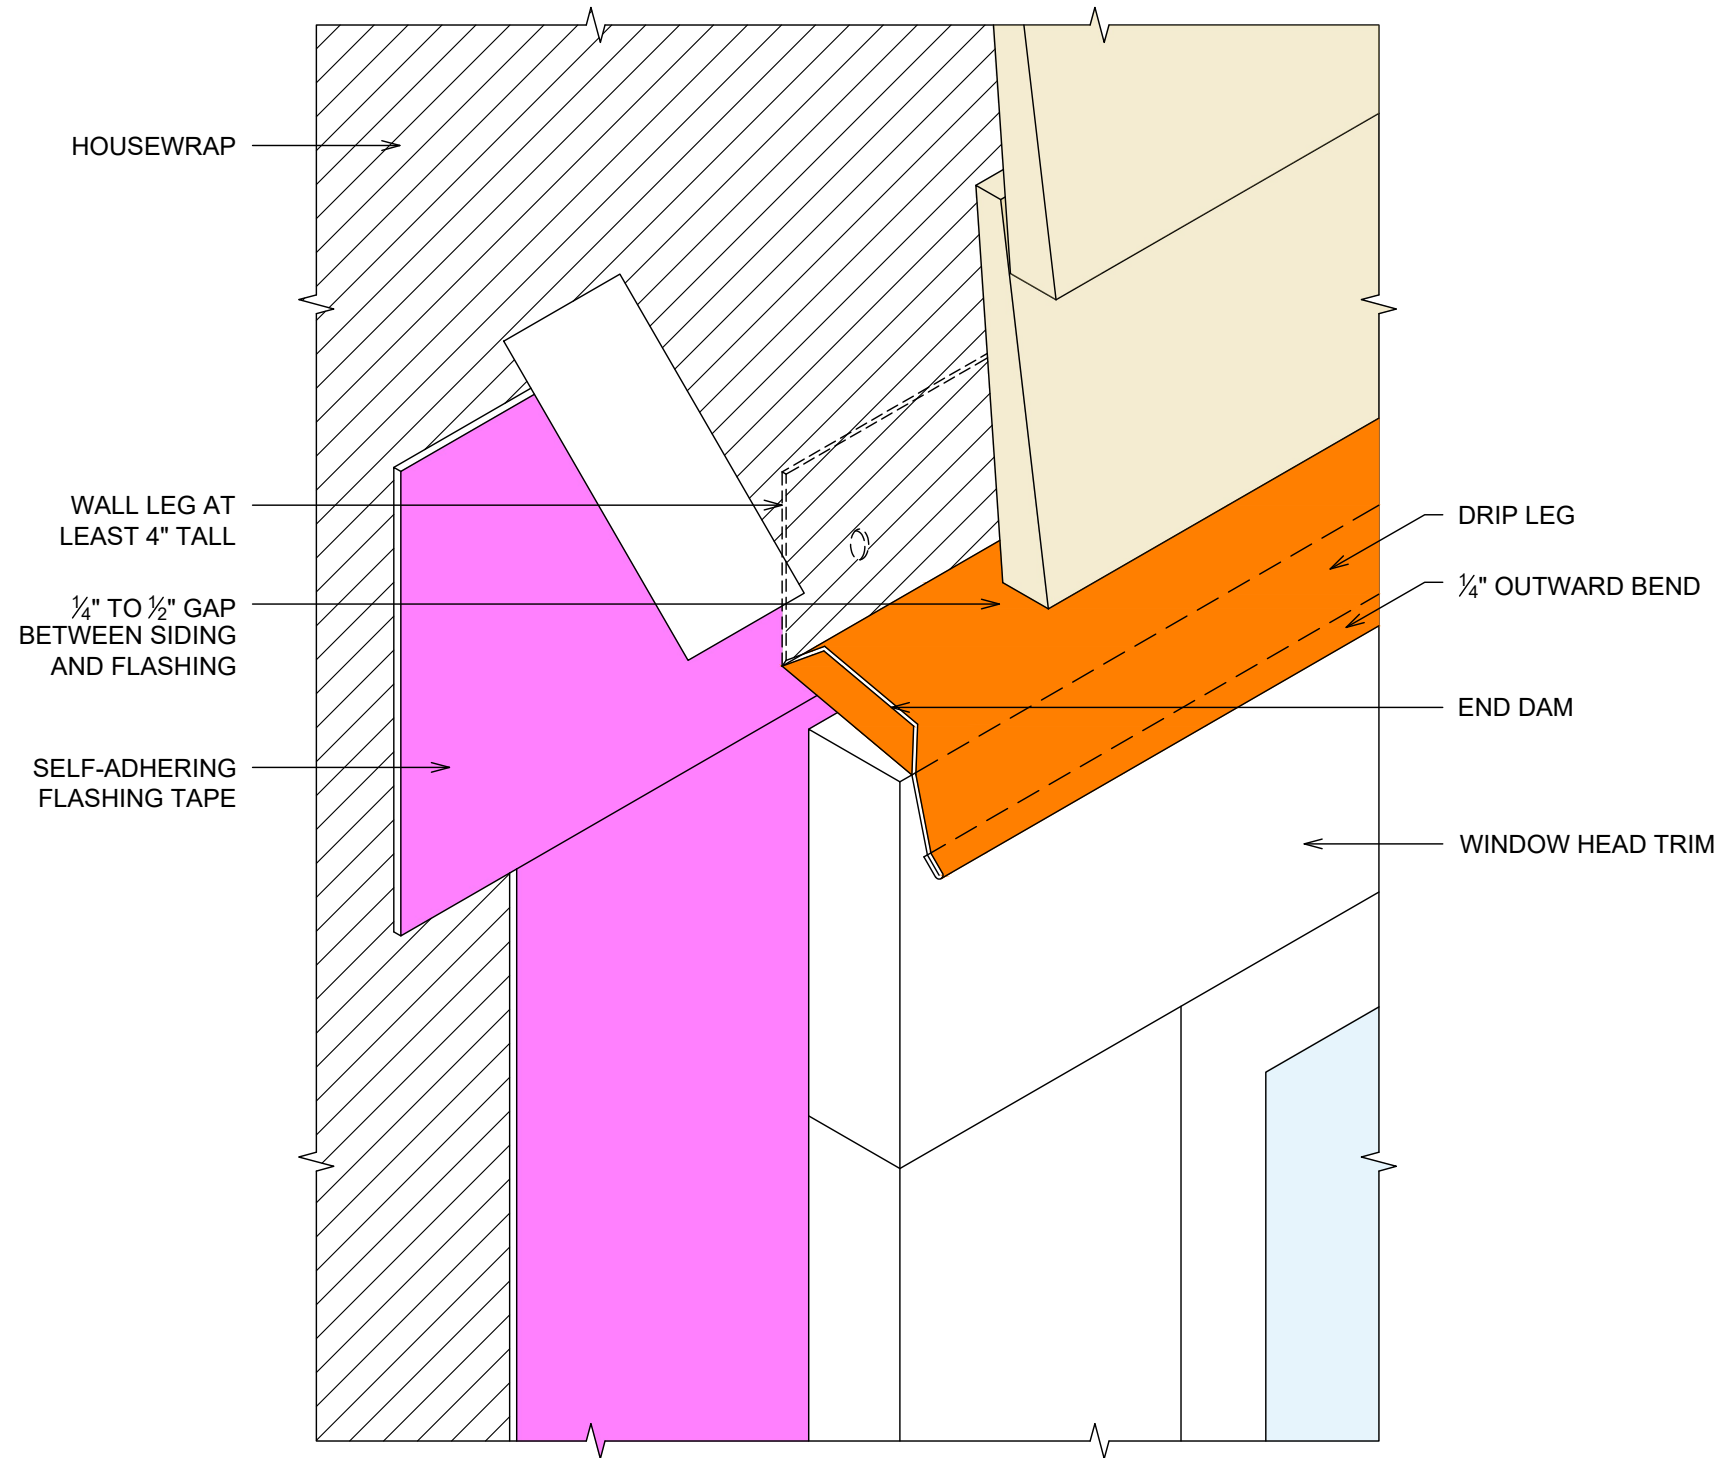 HOUSEWRAP
WALL LEG AT
LEAST 4" TALL
¼" TO ½" GAP
BETWEEN SIDING
AND FLASHING
SELF-ADHERING
FLASHING TAPE
DRIP LEG
¼" OUTWARD BEND
END DAM
WINDOW HEAD TRIM